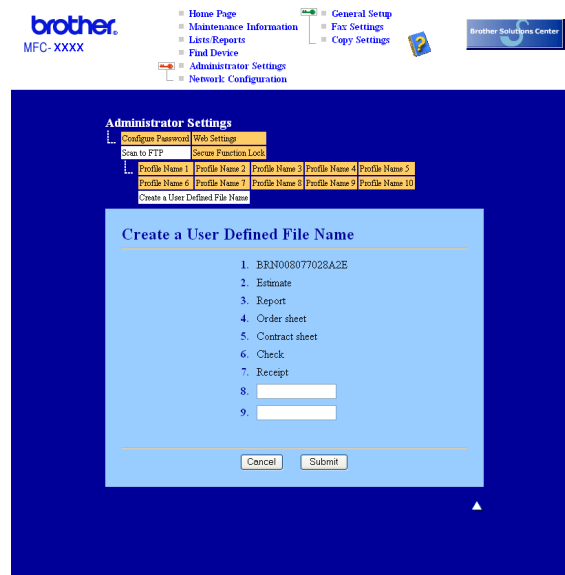 brother.
MFC-XXXX
Home Page
Maintenance Information
Lists/Reports
Find Device
Administrator Settings
Network Configuration
General Setup
Fax Settings
Copy Settings
Brother Solutions Center
Administrator Settings
Configure Password Web Settings
Scan to FTP Secure Function Lock
Profile Name 1 Profile Name 2 Profile Name 3 Profile Name 4 Profile Name 5
Profile Name 6 Profile Name 7 Profile Name 8 Profile Name 9 Profile Name 10
Create a User Defined File Name
Create a User Defined File Name
1. BRN008077028A2E
2. Estimate
3. Report
4. Order sheet
5. Contract sheet
6. Check
7. Receipt
8.
9.
Cancel Submit